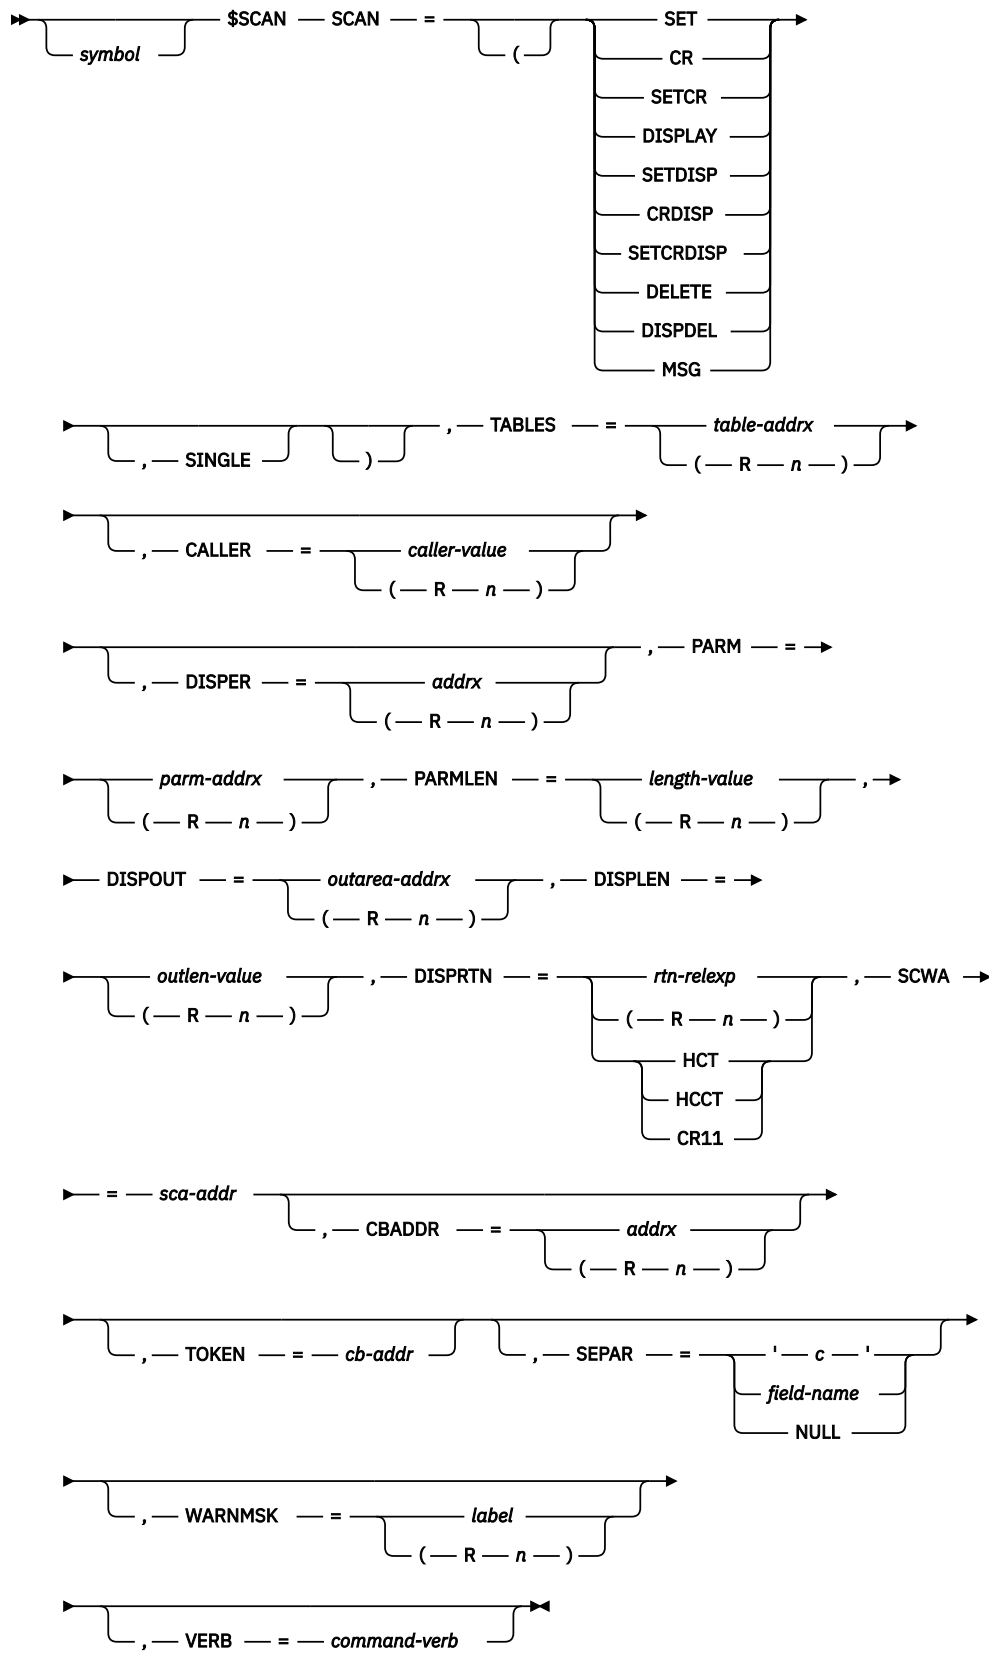 $SCAN SCAN = SET
symbol (
CR
SETCR
DISPLAY
SETDISP
CRDISP
SETCRDISP
DELETE
DISPDEL
MSG
, TABLES = table-addrx
, SINGLE ) ( R n )
, CALLER = caller-value
( R n )
, PARM =
, DISPER = addrx
( R n )
parm-addrx , PARMLEN = length-value ,
( R n ) ( R n )
DISPOUT = outarea-addrx , DISPLEN =
( R n )
outlen-value , DISPRTN = rtn-relexp , SCWA
( R n ) ( R n )
HCT
HCCT
CR11
= sca-addr
, CBADDR = addrx
( R n )
, TOKEN = cb-addr , SEPAR = ' c '
field-name
NULL
, WARNMSK = label
( R n )
, VERB = command-verb